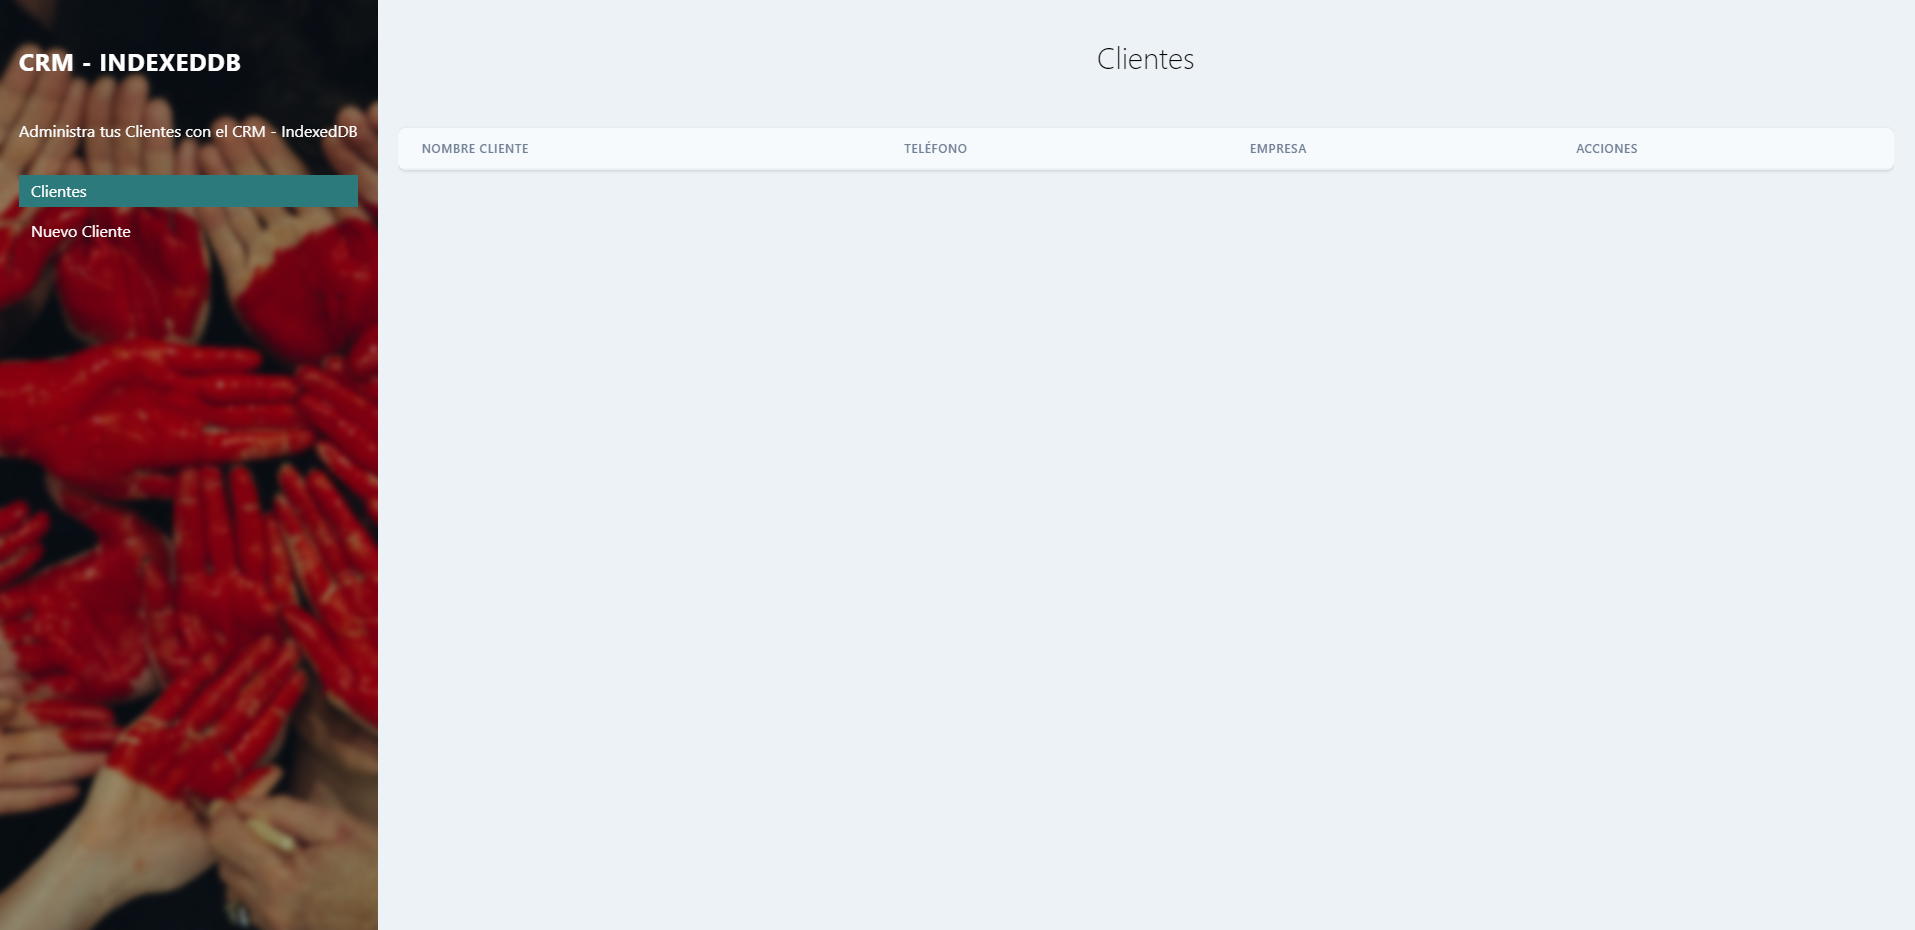 CRM - INDEXEDDB
Administra tus Clientes con el CRM - IndexedDB
Clientes
Nuevo Cliente
Clientes
NOMBRE CLIENTE TELÉFONO EMPRESA ACCIONES